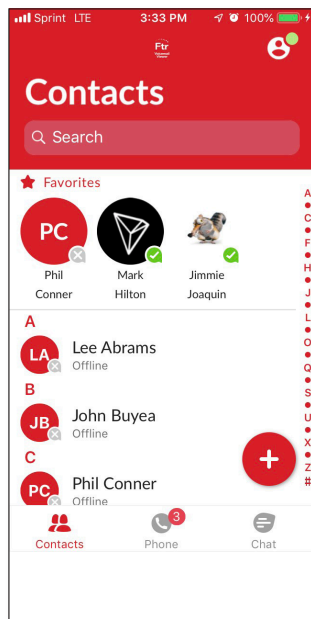 Sprint LTE 3:33 PM 100%
Ftr
Contacts
Search
Favorites
PC
Phil Conner
Mark Hilton
Jimmie Joaquin
A
LA
Lee Abrams
Offline
B
JB
John Buyea
Offline
C
PC
Phil Conner
Offline
+
A
C
F
H
J
L
O
Q
S
U
X
Z
#
3
Contacts
Phone
Chat